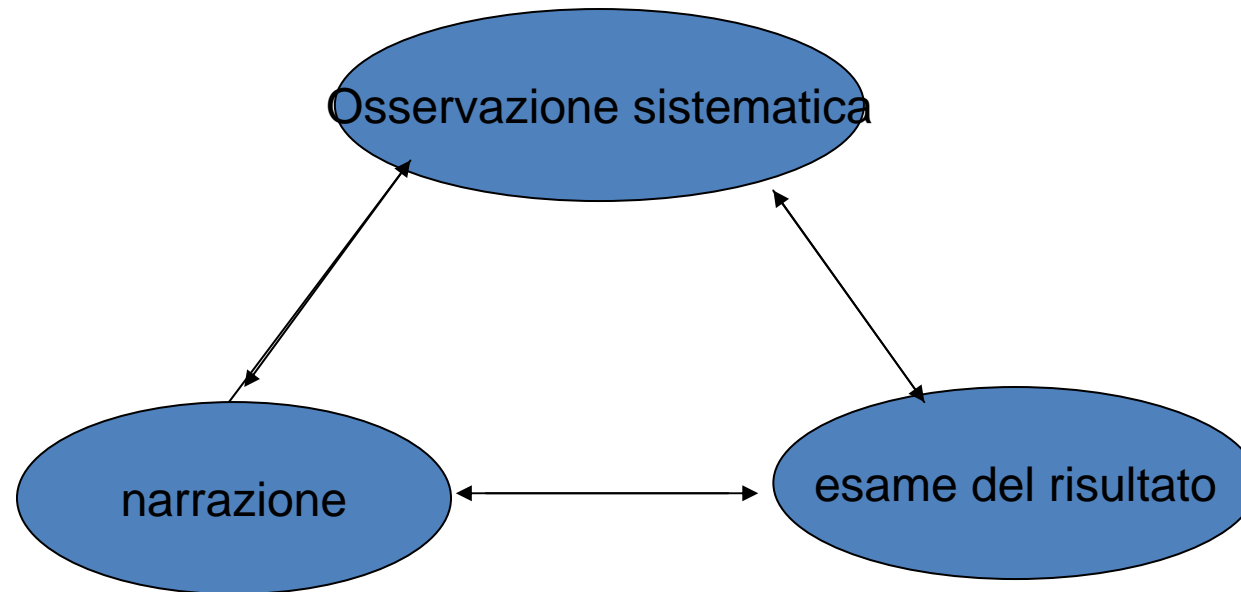 Osservazione sistematica
narrazione
esame del risultato